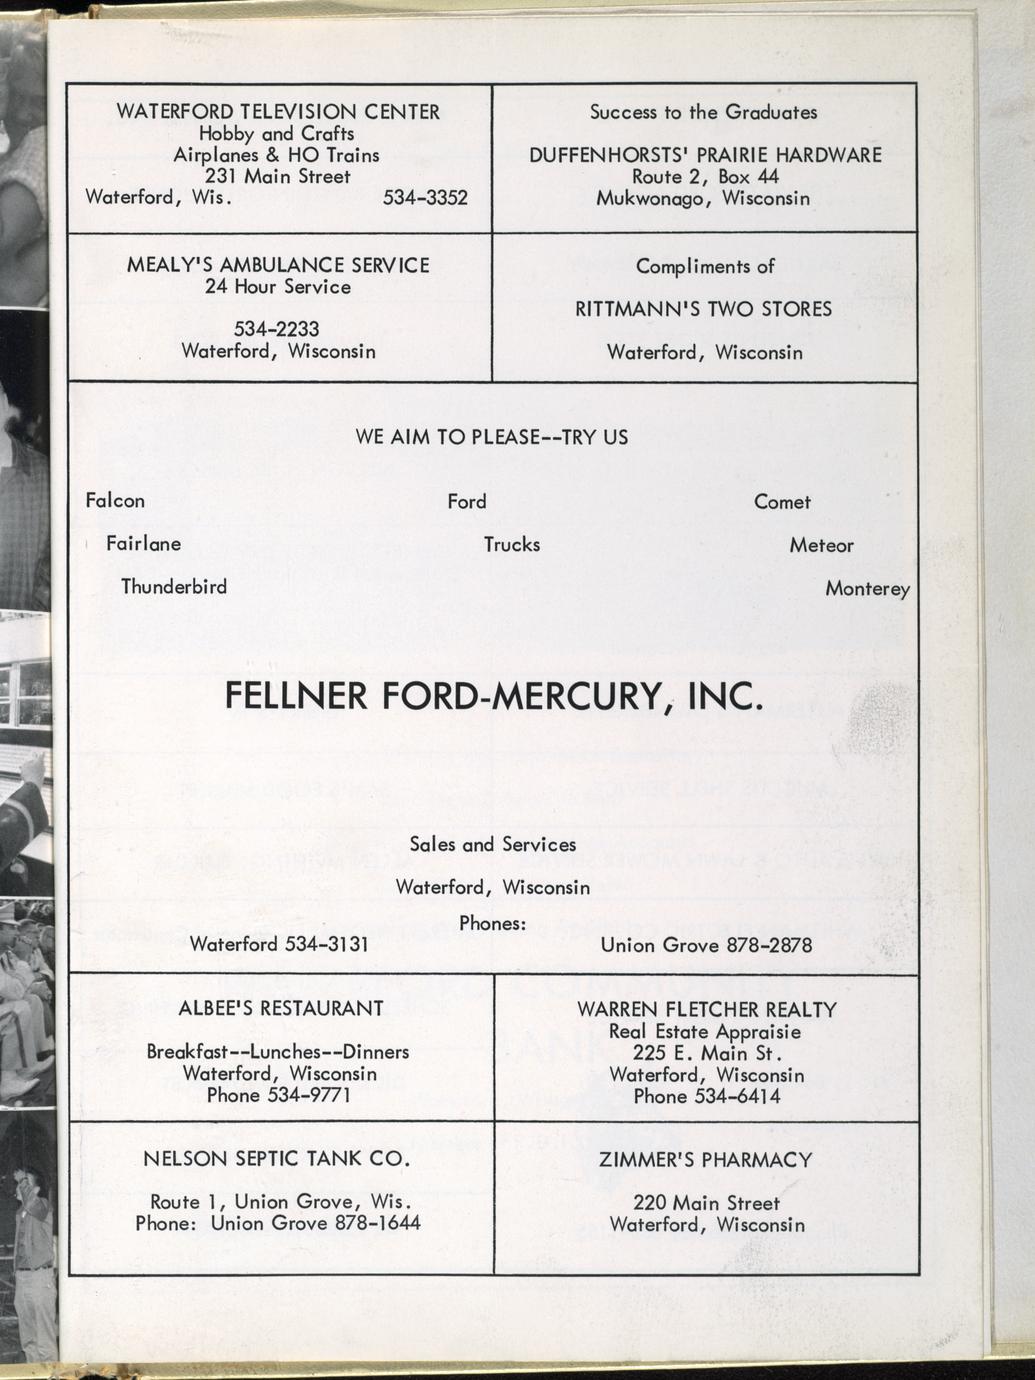 WATERFORD TELEVISION CENTER
Hobby and Crafts
Airplanes & HO Trains
231 Main Street
Waterford, Wis. 534-3352
Success to the Graduates
DUFFENHORSTS' PRAIRIE HARDWARE
Route 2, Box 44
Mukwonago, Wisconsin
MEALY'S AMBULANCE SERVICE
24 Hour Service
534-2233
Waterford, Wisconsin
Compliments of
RITTMANN'S TWO STORES
Waterford, Wisconsin
WE AIM TO PLEASE--TRY US
Falcon Ford Comet
Fairlane Trucks Meteor
Thunderbird Monterey
FELLNER FORD-MERCURY, INC.
Sales and Services
Waterford, Wisconsin
Phones:
Waterford 534-3131 Union Grove 878-2878
ALBEE'S RESTAURANT
Breakfast--Lunches--Dinners
Waterford, Wisconsin
Phone 534-9771
WARREN FLETCHER REALTY
Real Estate Appraisie
225 E. Main St.
Waterford, Wisconsin
Phone 534-6414
NELSON SEPTIC TANK CO.
Route 1, Union Grove, Wis.
Phone: Union Grove 878-1644
ZIMMER'S PHARMACY
220 Main Street
Waterford, Wisconsin